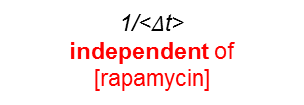 1/<Δt>
independent of
[rapamycin]